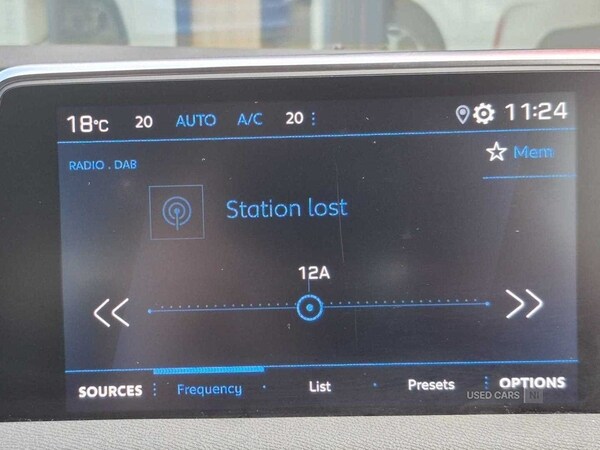 18°C 20 AUTO A/C 20 11:24
RADIO . DAB
Mem
Station lost
12A
SOURCES Frequency List Presets OPTIONS
USED CARS NI